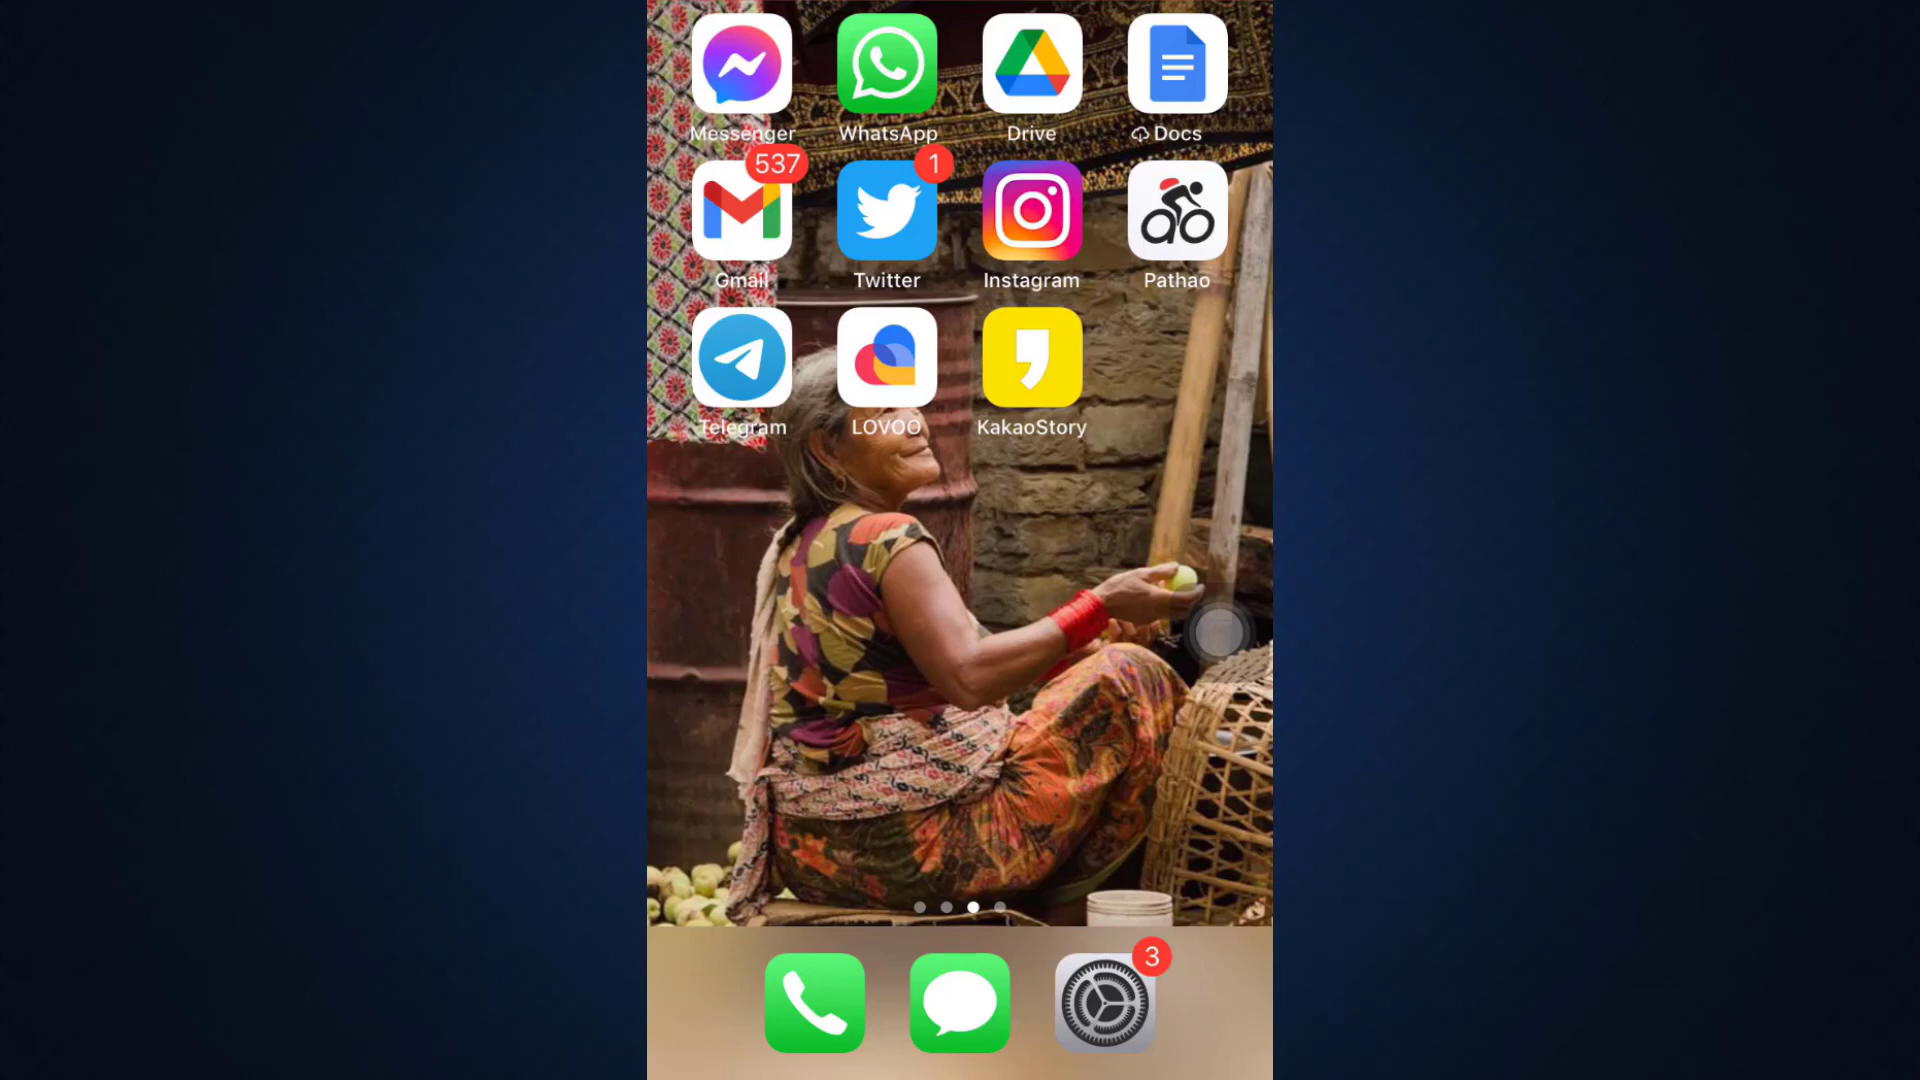 Messenger WhatsApp Drive Docs
537 1
Gmail Twitter Instagram Pathao
Telegram LOVOO KakaoStory
3